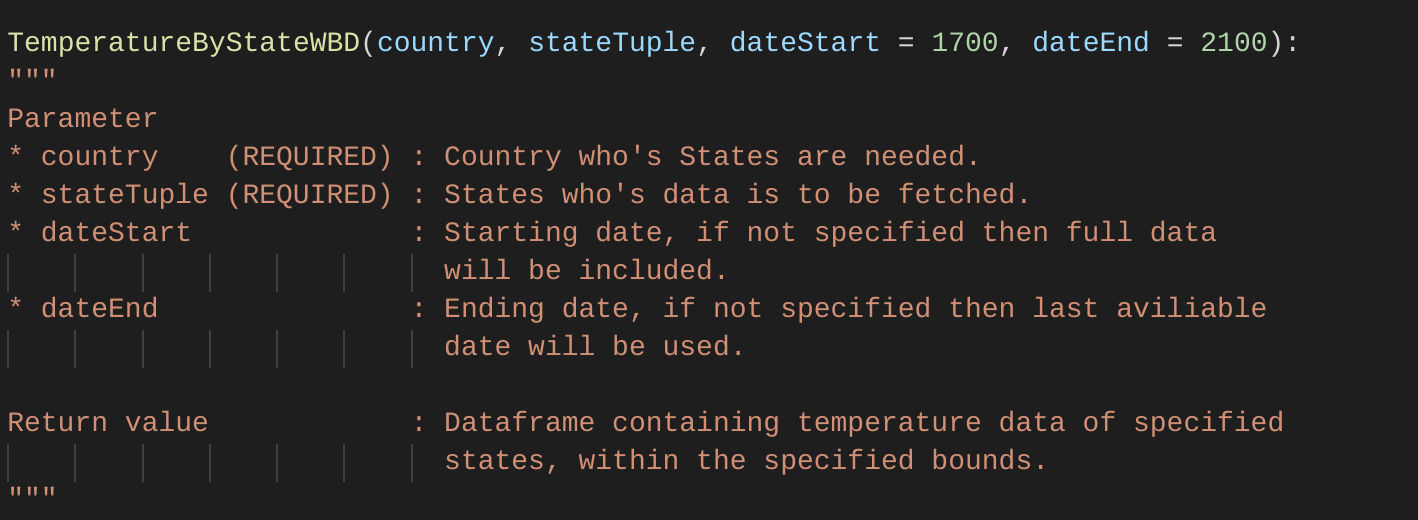 TemperatureByStateWBD(country, stateTuple, dateStart = 1700, dateEnd = 2100):
"""
Parameter
* country    (REQUIRED) : Country who's States are needed.
* stateTuple (REQUIRED) : States who's data is to be fetched.
* dateStart             : Starting date, if not specified then full data
                          will be included.
* dateEnd               : Ending date, if not specified then last aviliable
                          date will be used.

Return value            : Dataframe containing temperature data of specified
                          states, within the specified bounds.
"""